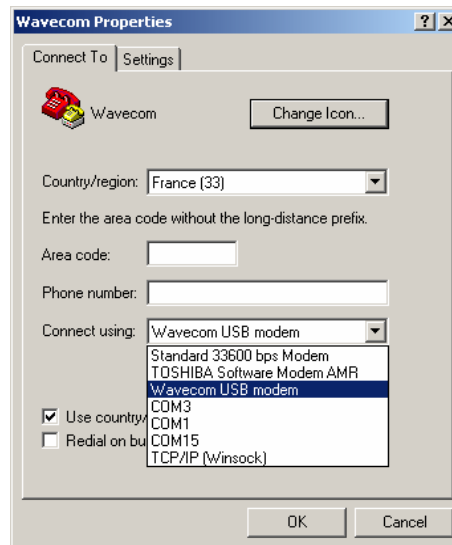 Wavecom Properties
Connect To Settings
Wavecom Change Icon...
Country/region: France (33)
Enter the area code without the long-distance prefix.
Area code:
Phone number:
Connect using: Wavecom USB modem
Standard 33600 bps Modem
TOSHIBA Software Modem AMR
Wavecom USB modem
COM3
Use country/ COM1
Redial on bu COM15
TCP/IP (Winsock)
OK Cancel